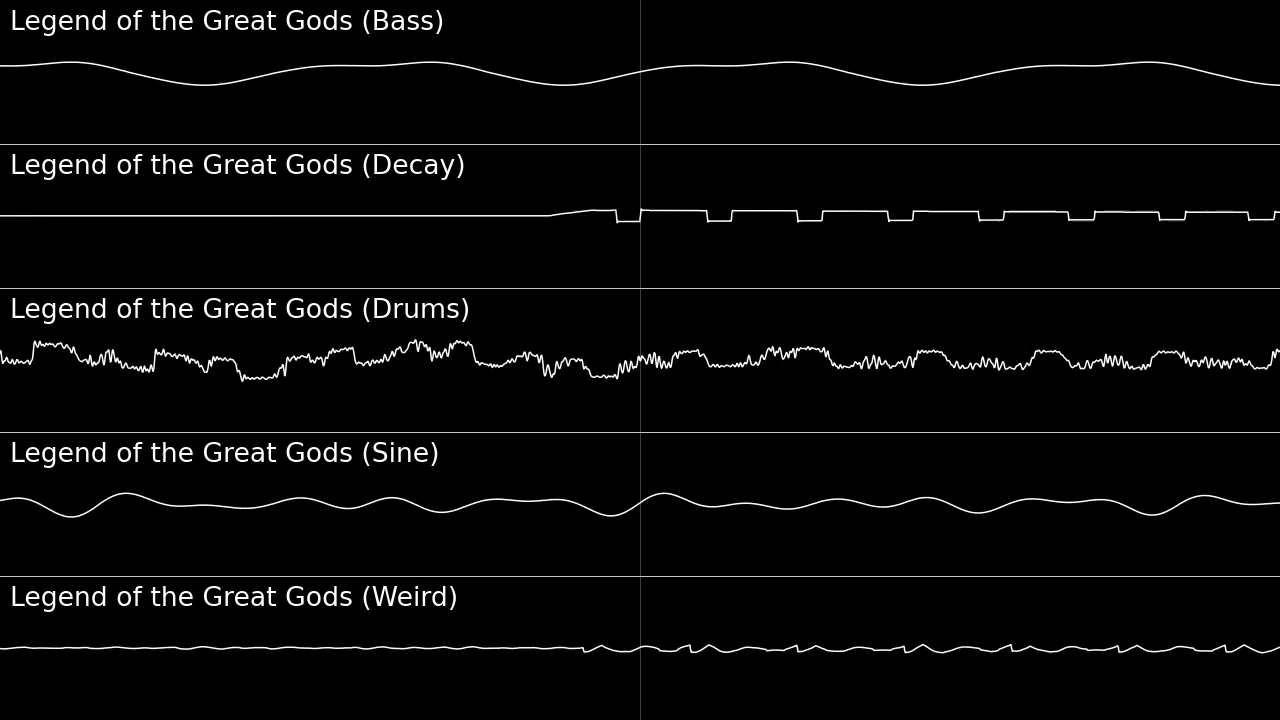 Legend of the Great Gods (Bass)
Legend of the Great Gods (Decay)
Legend of the Great Gods (Drums)
Legend of the Great Gods (Sine)
Legend of the Great Gods (Weird)